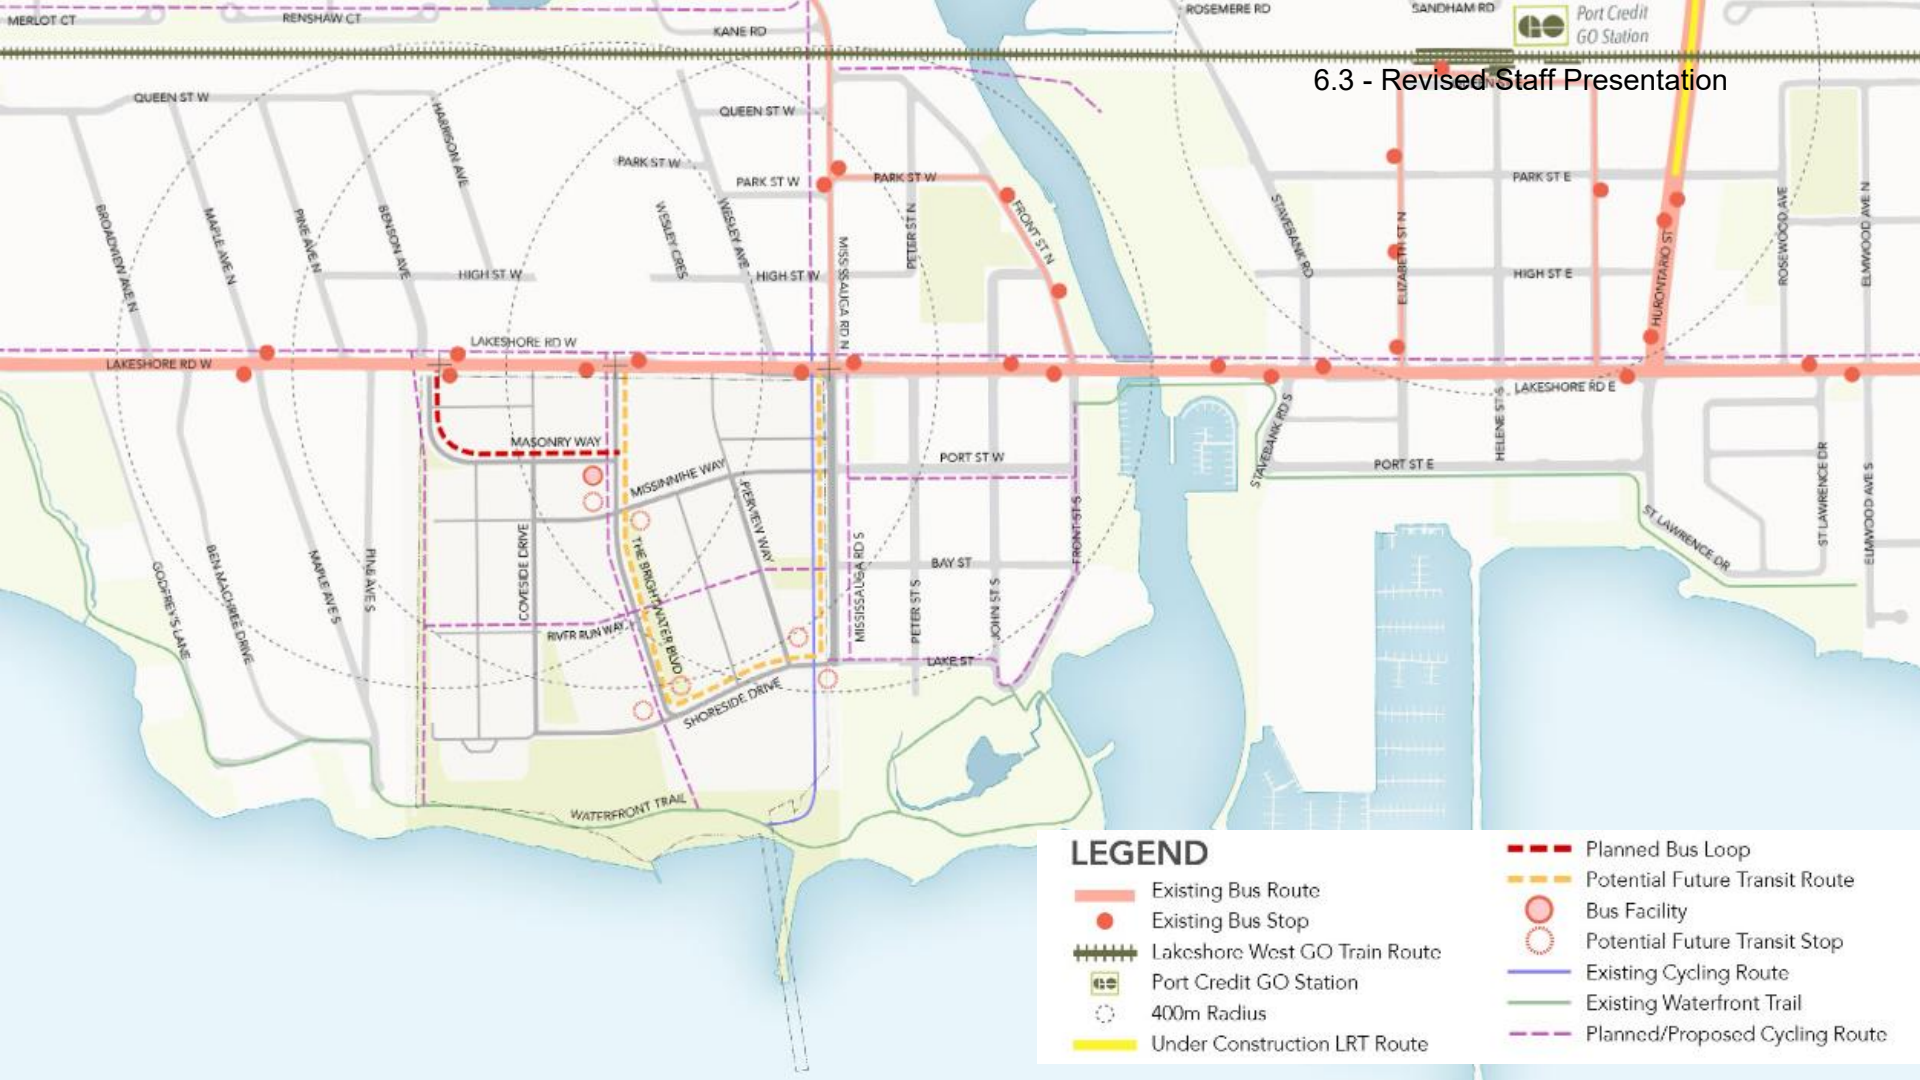 MERLOT CT
RENSHAW CT
KANE RD
ROSEMERE RD
SANDHAM RD
Port Credit
GO Station
6.3 - Revised Staff Presentation
QUEEN ST W
QUEEN ST W
HARRISON AVE
PARK ST W
PARK ST W
PARK ST W
PARK ST E
BROADVIEW AVE N
MAPLE AVE N
PINE AVE N
BENSON AVE
WESLEY CRES
WESLEY AVE
MISSISSAUGA RD N
PETER ST N
FRONT ST N
STAVEBANK RD
ELIZABETH ST N
HURONTARIO ST
ROSEWOOD AVE
ELMWOOD AVE N
HIGH ST W
HIGH ST W
HIGH ST E
LAKESHORE RD W
LAKESHORE RD W
LAKESHORE RD E
HELENE ST S
STAVEBANK RD S
MASONRY WAY
MISSINNIHE WAY
PORT ST W
PORT ST E
PIERVIEW WAY
COVESIDE DRIVE
THE BRIGHTWATER BLVD
RIVER RUN WAY
GODFREY'S LANE
BEN MACHREE DRIVE
MAPLE AVE S
PINE AVE S
MISSISSAUGA RD S
PETER ST S
JOHN ST S
FRONT ST S
BAY ST
LAKE ST
SHORESIDE DRIVE
WATERFRONT TRAIL
ST LAWRENCE DR
ST LAWRENCE DR
ELMWOOD AVE S
LEGEND
Existing Bus Route
Existing Bus Stop
Lakeshore West GO Train Route
Port Credit GO Station
400m Radius
Under Construction LRT Route
Planned Bus Loop
Potential Future Transit Route
Bus Facility
Potential Future Transit Stop
Existing Cycling Route
Existing Waterfront Trail
Planned/Proposed Cycling Route